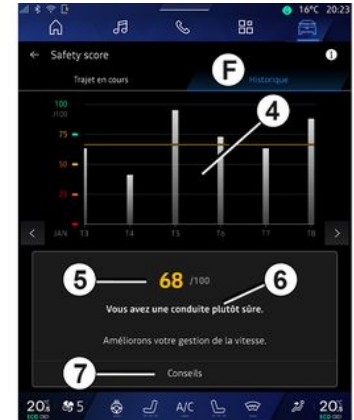 16°C 20:23
Safety score
Trajet en cours
F
Historique
100
/100
75
50
25
4
JAN T3 T4 T5 T6 T7 T8
5
68 /100
6
Vous avez une conduite plutôt sûre.
Améliorons votre gestion de la vitesse.
7
Conseils
20 5 A/C 20
ECO ECO